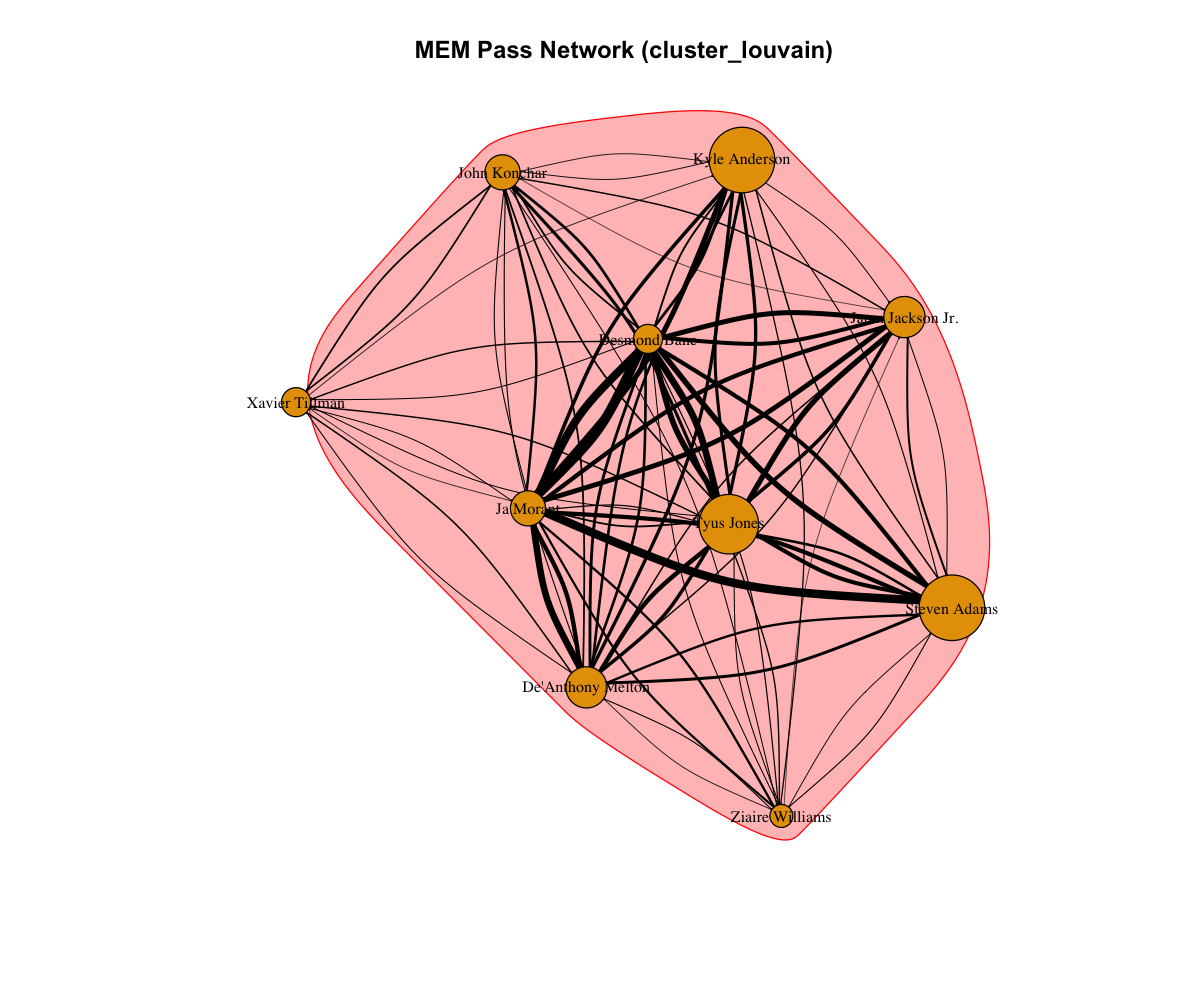 MEM Pass Network (cluster_louvain)
Kyle Anderson
John Konchar
Jaren Jackson Jr.
Desmond Bane
Xavier Tillman
Ja Morant
Tyus Jones
Steven Adams
De'Anthony Melton
Ziaire Williams